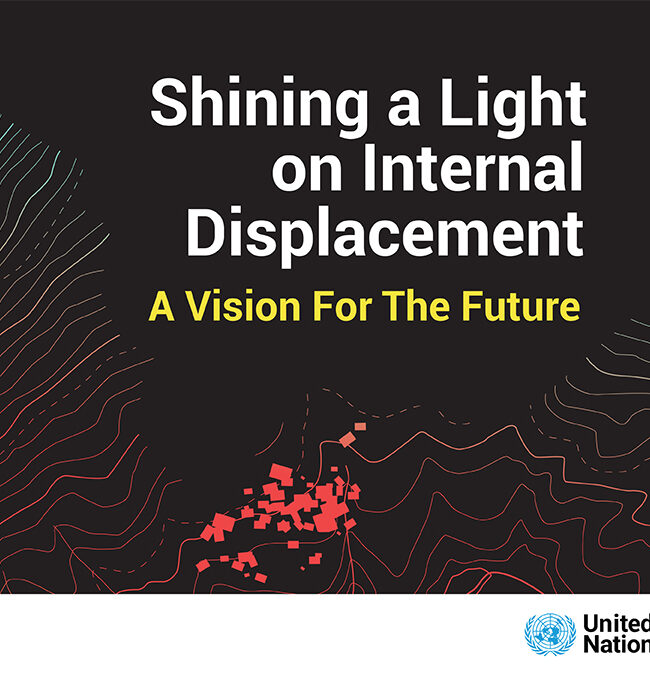 Shining a Light
on Internal
Displacement
A Vision For The Future
United
Nation